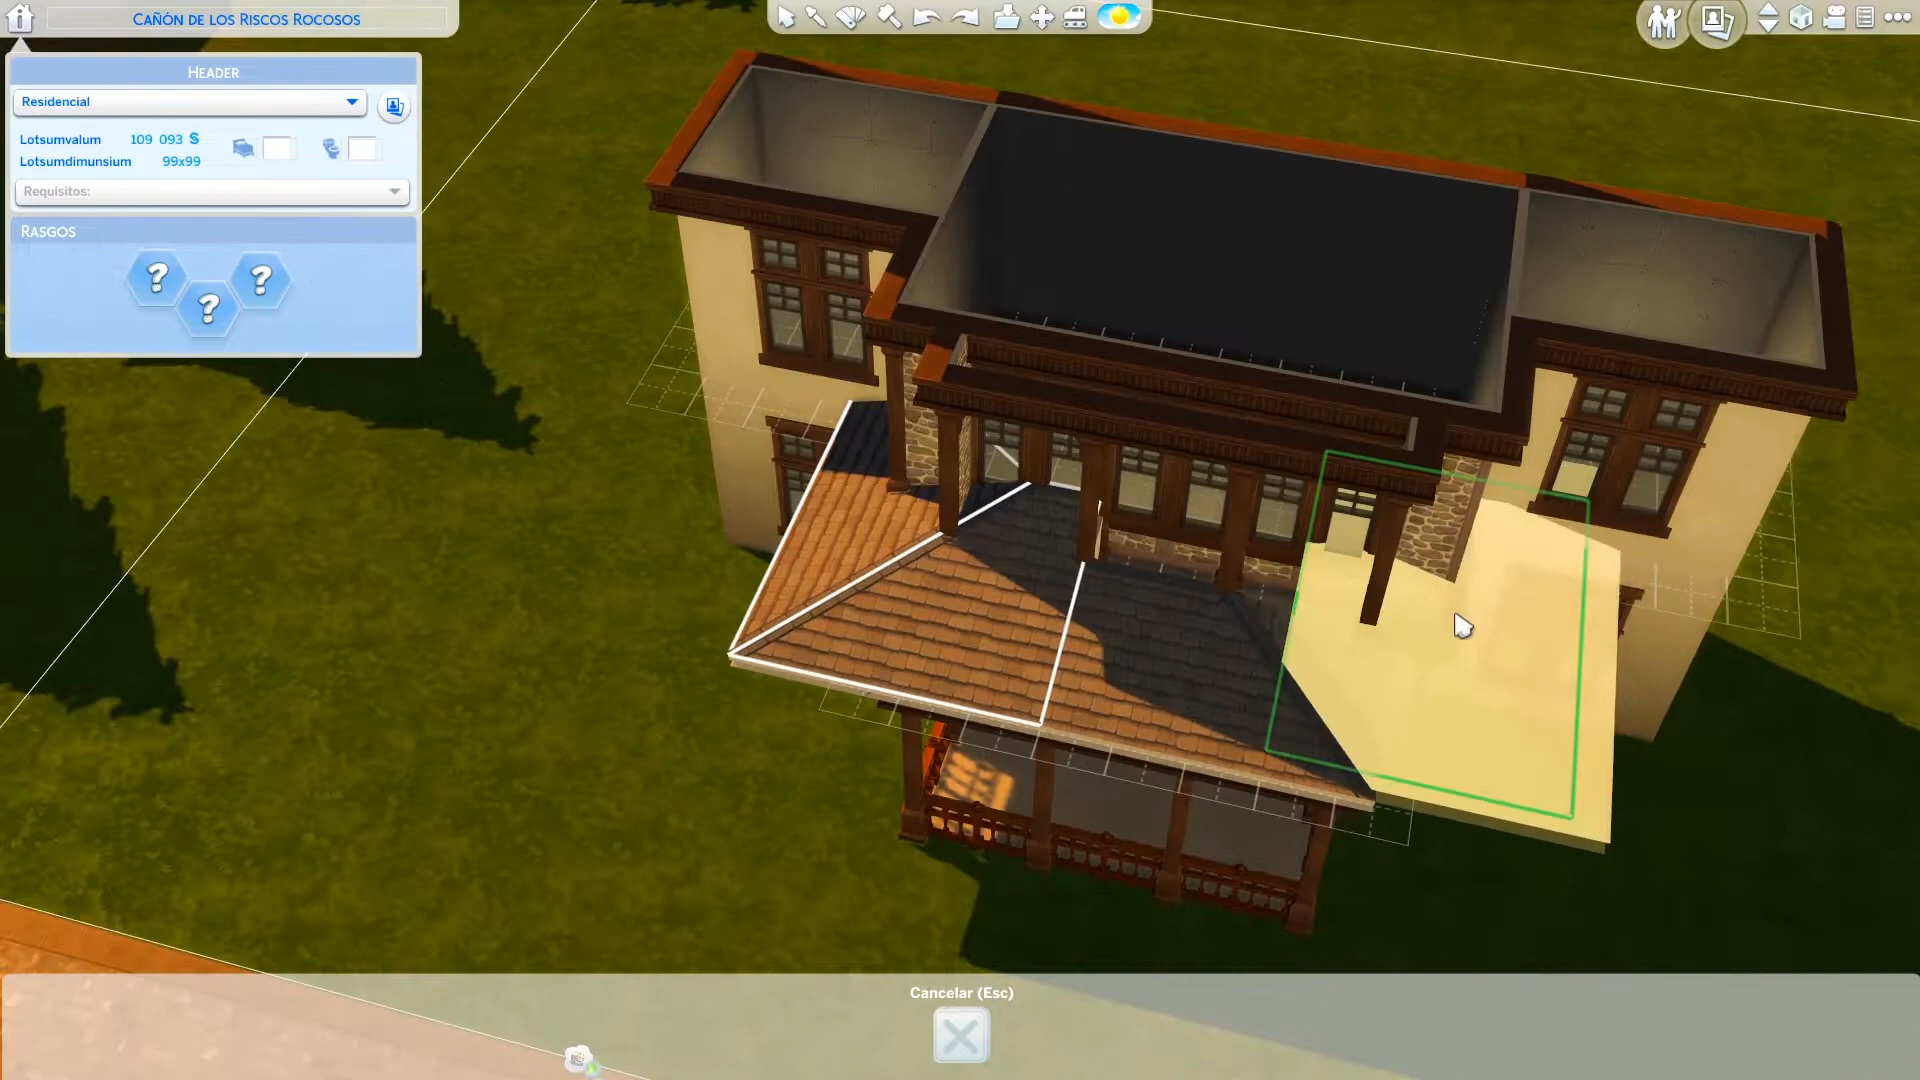 Cañón de los Riscos Rocosos
Header
Residencial
Lotsumvalum 109 093 $
Lotsumdimunsium 99x99
Requisitos:
Rasgos
? ? ?
Cancelar (Esc)